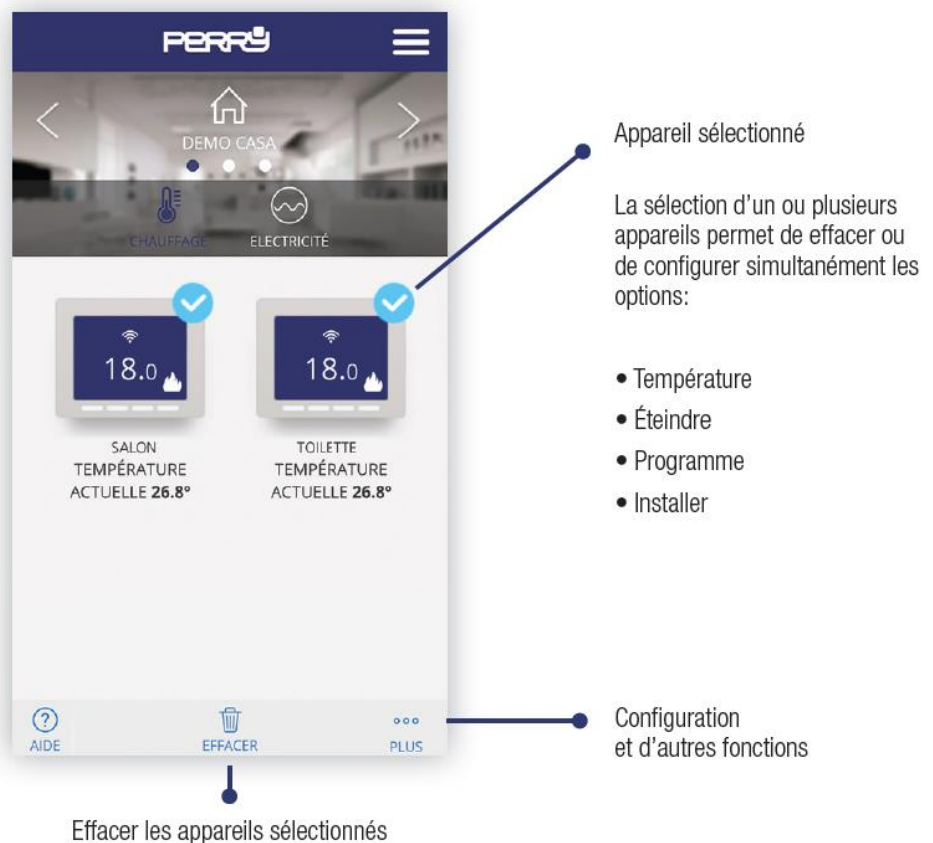 PERRY
DEMO CASA
CHAUFFAGE
ELECTRICITÉ
18.0
18.0
SALON
TEMPÉRATURE
ACTUELLE 26.8°
TOILETTE
TEMPÉRATURE
ACTUELLE 26.8°
AIDE
EFFACER
PLUS
Appareil sélectionné
La sélection d'un ou plusieurs
appareils permet de effacer ou
de configurer simultanément les
options:
• Température
• Éteindre
• Programme
• Installer
Configuration
et d'autres fonctions
Effacer les appareils sélectionnés